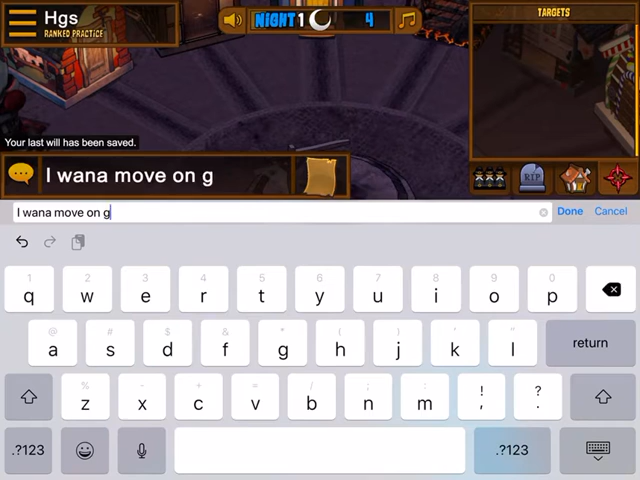 Hgs
RANKED PRACTICE
NIGHT 1
4
TARGETS
Your last will has been saved.
I wana move on g
RIP
I wana move on g
Done
Cancel
1 2 3 4 5 6 7 8 9 0
q w e r t y u i o p
@ # $ & * ( ) ' "
a s d f g h j k l
return
% - + = / ; : ! ?
z x c v b n m , .
.?123
.?123